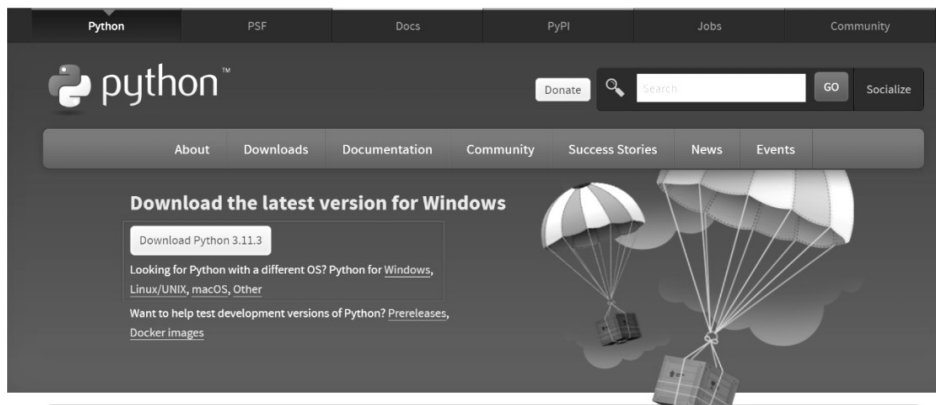 Python PSF Docs PyPI Jobs Community
python™ Donate Search GO Socialize
About Downloads Documentation Community Success Stories News Events
Download the latest version for Windows
Download Python 3.11.3
Looking for Python with a different OS? Python for Windows,
Linux/UNIX, macOS, Other
Want to help test development versions of Python? Prereleases,
Docker images